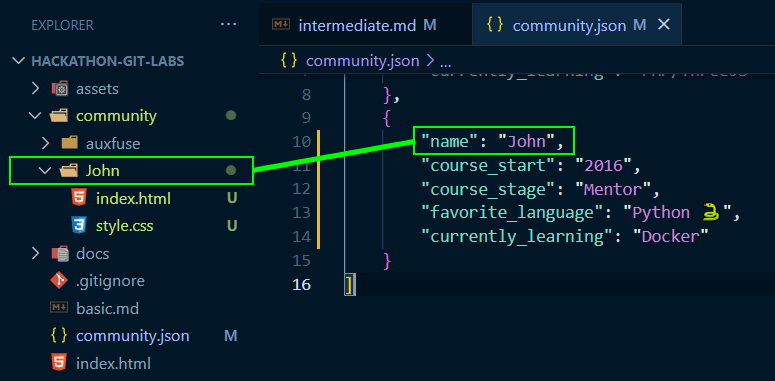 EXPLORER
HACKATHON-GIT-LABS
assets
community
auxfuse
John
index.html U
style.css U
docs
.gitignore
basic.md
community.json M
index.html
intermediate.md M
community.json M
community.json > ...
8 },
9 {
10 "name": "John",
11 "course_start": "2016",
12 "course_stage": "Mentor",
13 "favorite_language": "Python 🐍",
14 "currently_learning": "Docker"
15 }
16 ]